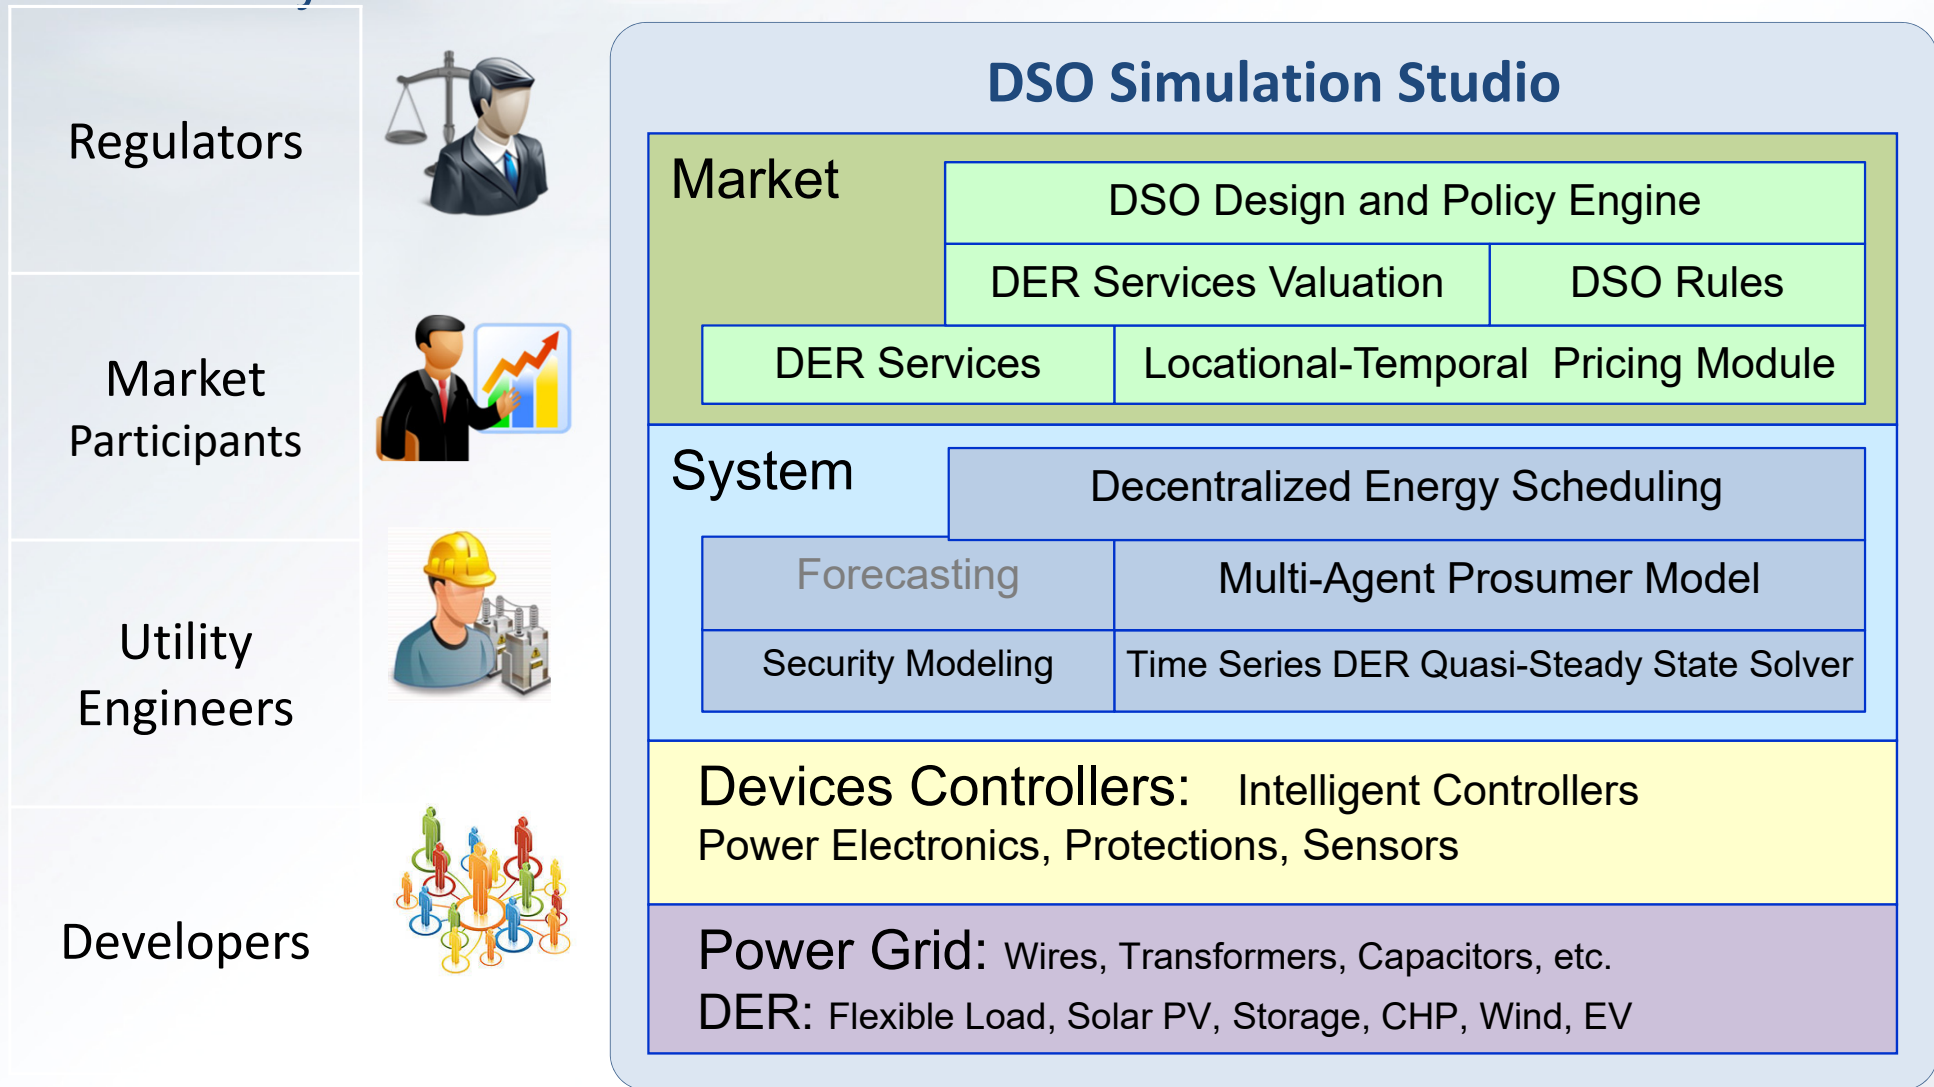 Regulators
Market
Participants
Utility
Engineers
Developers
DSO Simulation Studio
Market
DSO Design and Policy Engine
DER Services Valuation
DSO Rules
DER Services
Locational-Temporal Pricing Module
System
Decentralized Energy Scheduling
Forecasting
Multi-Agent Prosumer Model
Security Modeling
Time Series DER Quasi-Steady State Solver
Devices Controllers: Intelligent Controllers
Power Electronics, Protections, Sensors
Power Grid: Wires, Transformers, Capacitors, etc.
DER: Flexible Load, Solar PV, Storage, CHP, Wind, EV